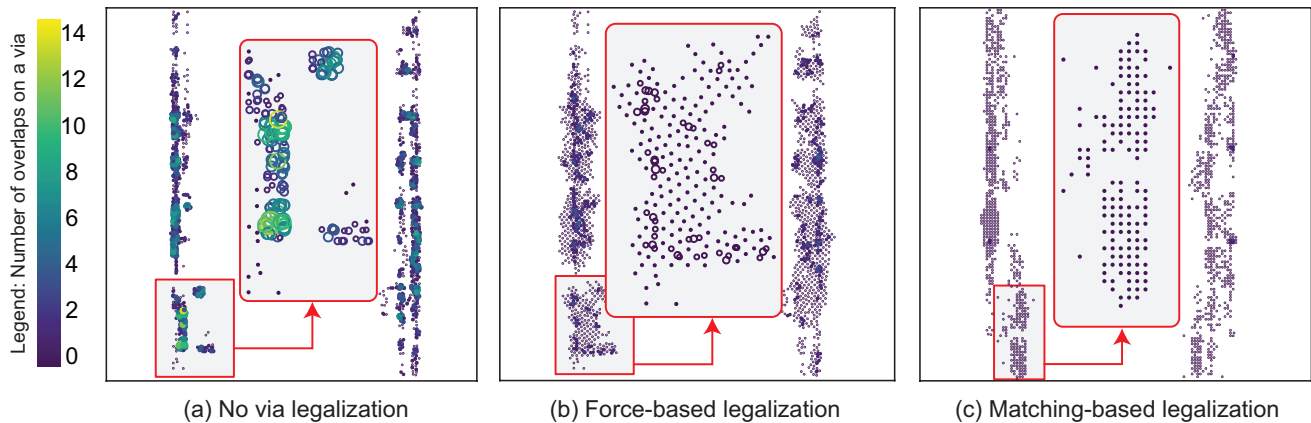 Legend: Number of overlaps on a via
14
12
10
8
6
4
2
0
(a) No via legalization
(b) Force-based legalization
(c) Matching-based legalization